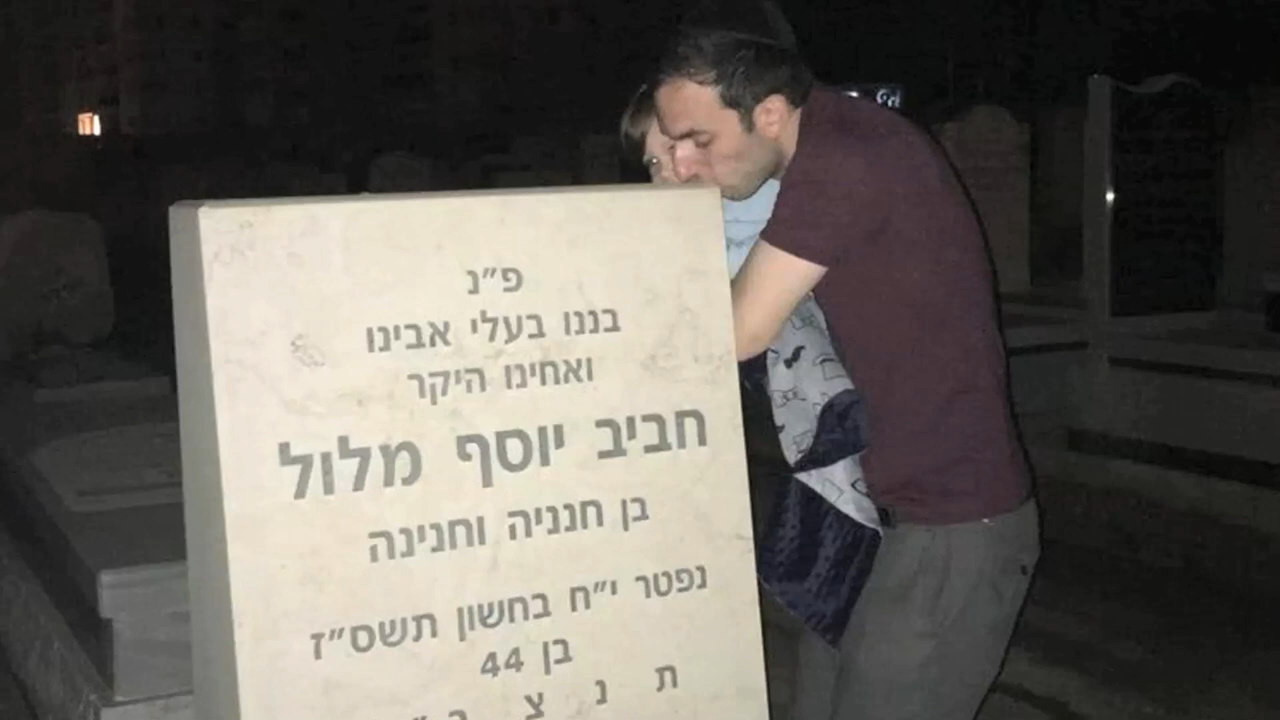 פ״נ
בננו בעלי אבינו
ואחינו היקר
חביב יוסף מלול
בן חנניה וחנינה
נפטר י״ח בחשון תשס״ז
בן 44
ת נ צ ב ״